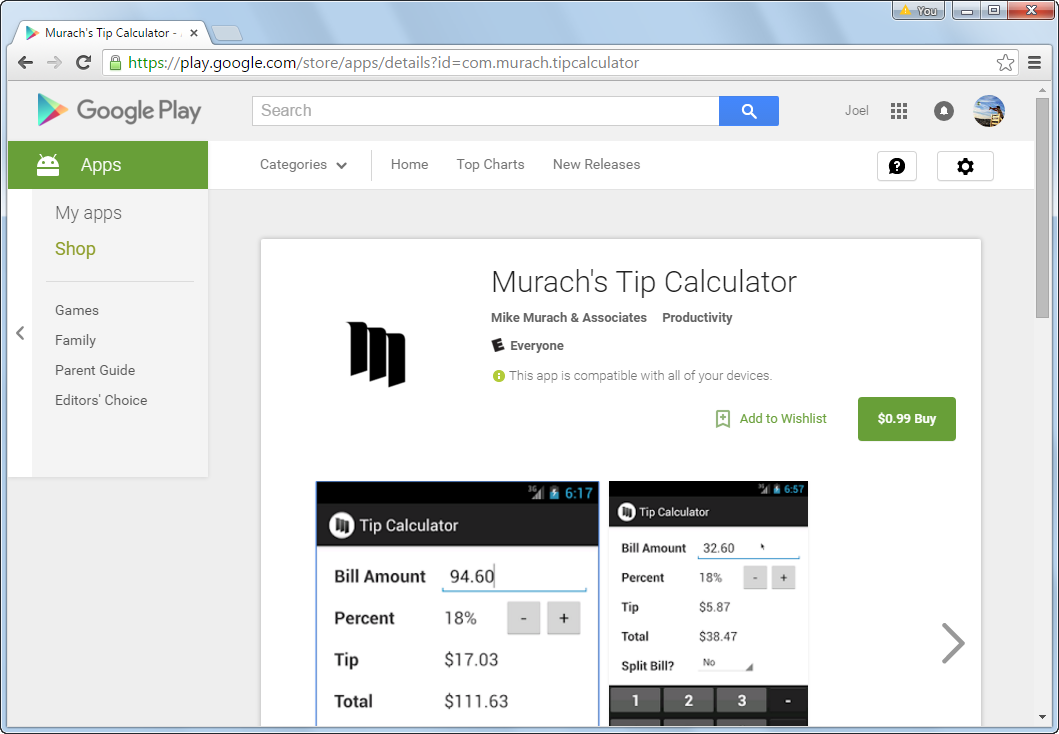 You
Murach's Tip Calculator -
https://play.google.com/store/apps/details?id=com.murach.tipcalculator
Google Play
Search
Joel
Apps
Categories Home Top Charts New Releases
My apps
Shop
Games
Family
Parent Guide
Editors' Choice
Murach's Tip Calculator
Mike Murach & Associates Productivity
E Everyone
This app is compatible with all of your devices.
Add to Wishlist $0.99 Buy
3G 6:17
Tip Calculator
Bill Amount 94.60
Percent 18% - +
Tip $17.03
Total $111.63
3G 6:57
Tip Calculator
Bill Amount 32.60
Percent 18% - +
Tip $5.87
Total $38.47
Split Bill? No
1 2 3 -